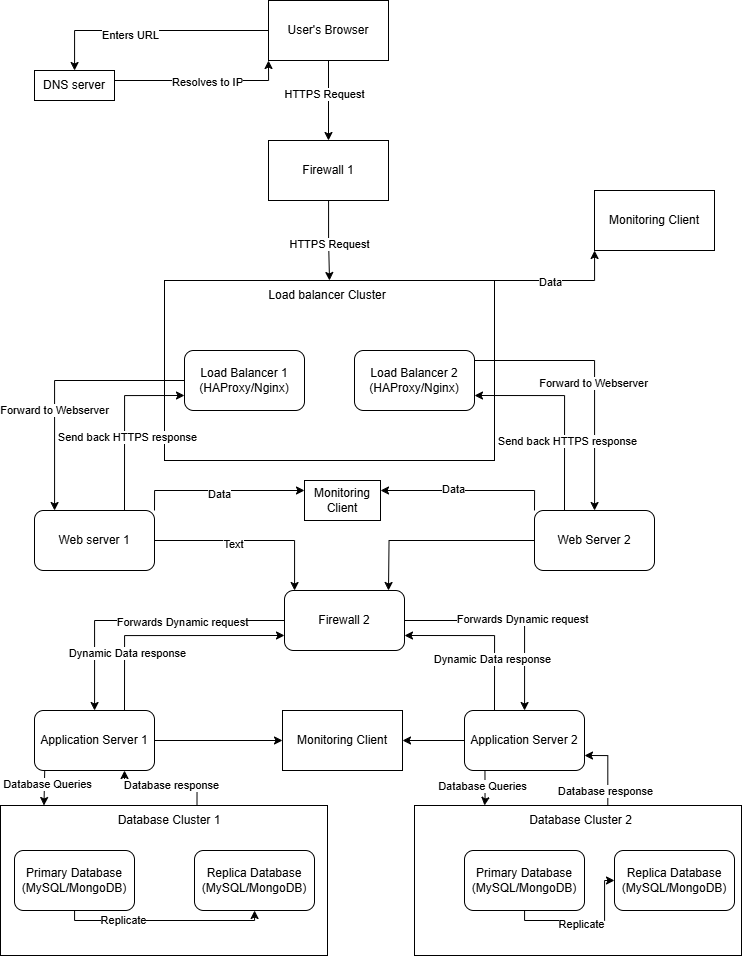 User's Browser
Enters URL
DNS server
Resolves to IP
HTTPS Request
Firewall 1
Monitoring Client
HTTPS Request
Data
Load balancer Cluster
Load Balancer 1
(HAProxy/Nginx)
Load Balancer 2
(HAProxy/Nginx)
Forward to Webserver
Forward to Webserver
Send back HTTPS response
Send back HTTPS response
Data
Monitoring
Client
Data
Web server 1
Web Server 2
Text
Firewall 2
Forwards Dynamic request
Forwards Dynamic request
Dynamic Data response
Dynamic Data response
Application Server 1
Monitoring Client
Application Server 2
Database Queries
Database response
Database Queries
Database response
Database Cluster 1
Database Cluster 2
Primary Database
(MySQL/MongoDB)
Replica Database
(MySQL/MongoDB)
Primary Database
(MySQL/MongoDB)
Replica Database
(MySQL/MongoDB)
Replicate
Replicate